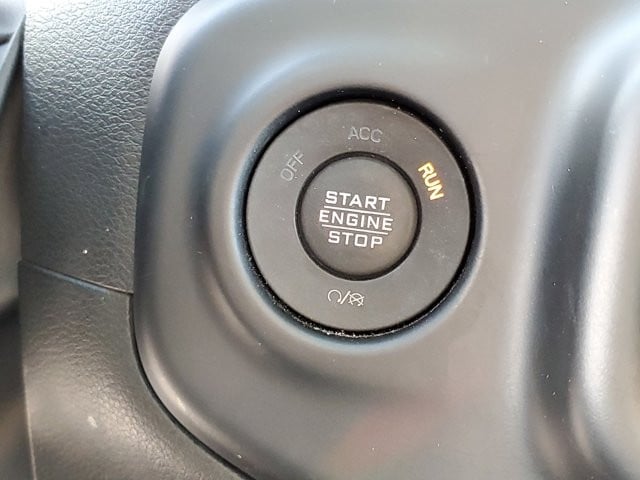 OFF
ACC
RUN
START
ENGINE
STOP